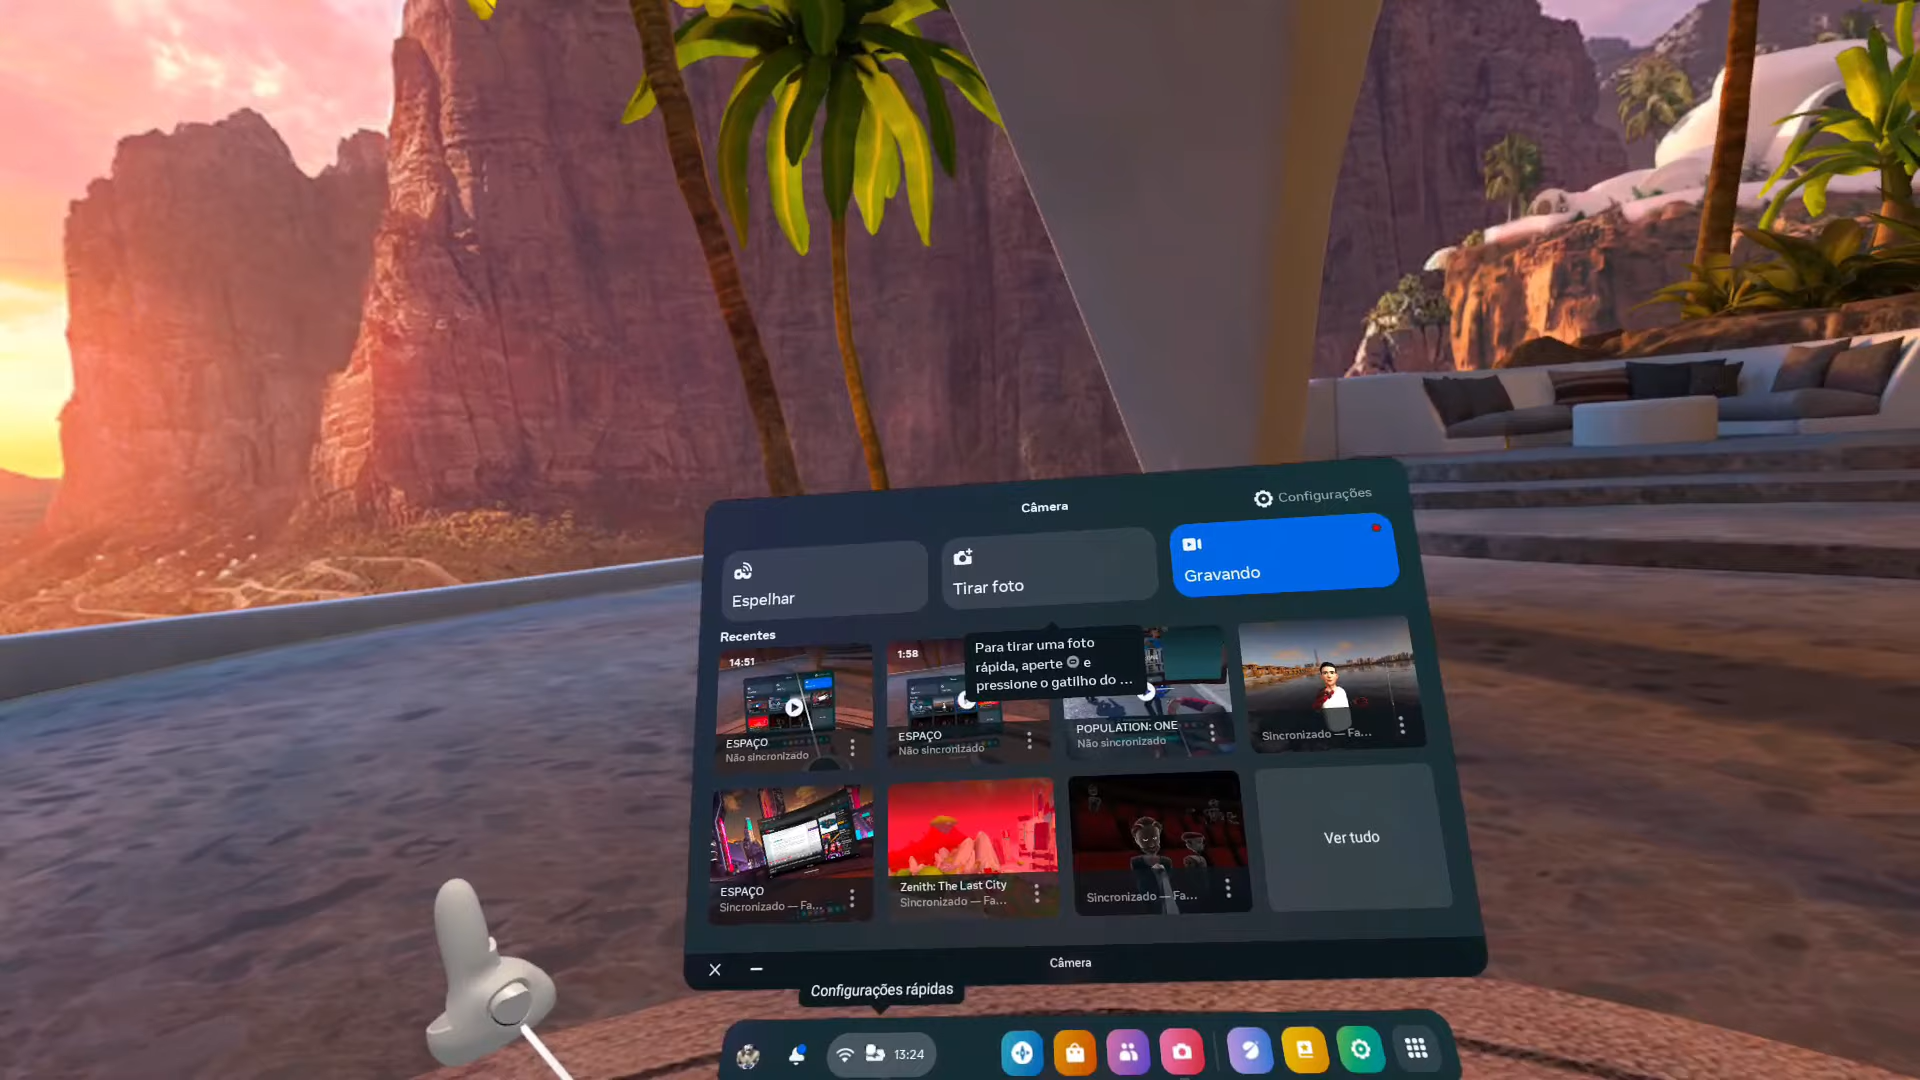 Câmera
Configurações
Espelhar
Tirar foto
Gravando
Recentes
Para tirar uma foto
rápida, aperte e
pressione o gatilho do ...
14:51
ESPAÇO
Não sincronizado
1:58
ESPAÇO
Não sincronizado
POPULATION: ONE
Não sincronizado
Sincronizado — Fa...
ESPAÇO
Sincronizado — Fa...
Zenith: The Last City
Sincronizado — Fa...
Sincronizado — Fa...
Ver tudo
Câmera
Configurações rápidas
13:24